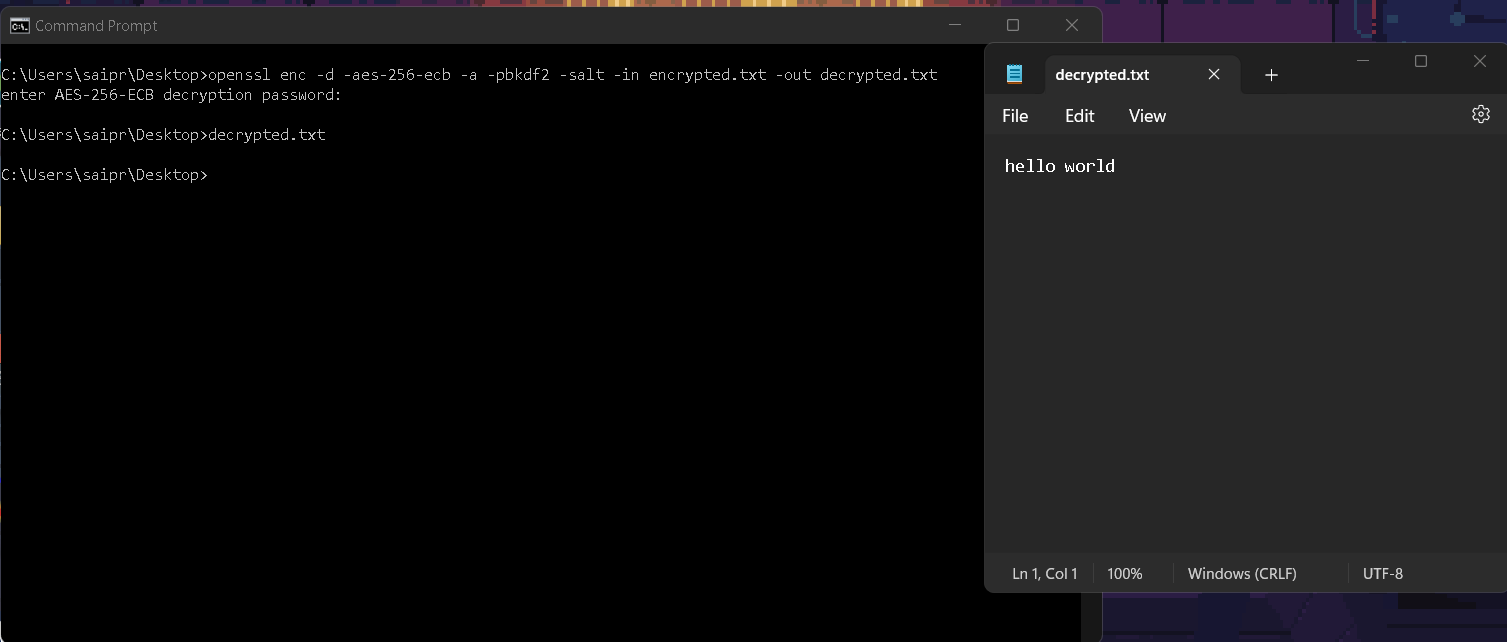 Command Prompt
C:\Users\saipr\Desktop>openssl enc -d -aes-256-ecb -a -pbkdf2 -salt -in encrypted.txt -out decrypted.txt
enter AES-256-ECB decryption password:
C:\Users\saipr\Desktop>decrypted.txt
C:\Users\saipr\Desktop>
decrypted.txt
File Edit View
hello world
Ln 1, Col 1 100% Windows (CRLF) UTF-8